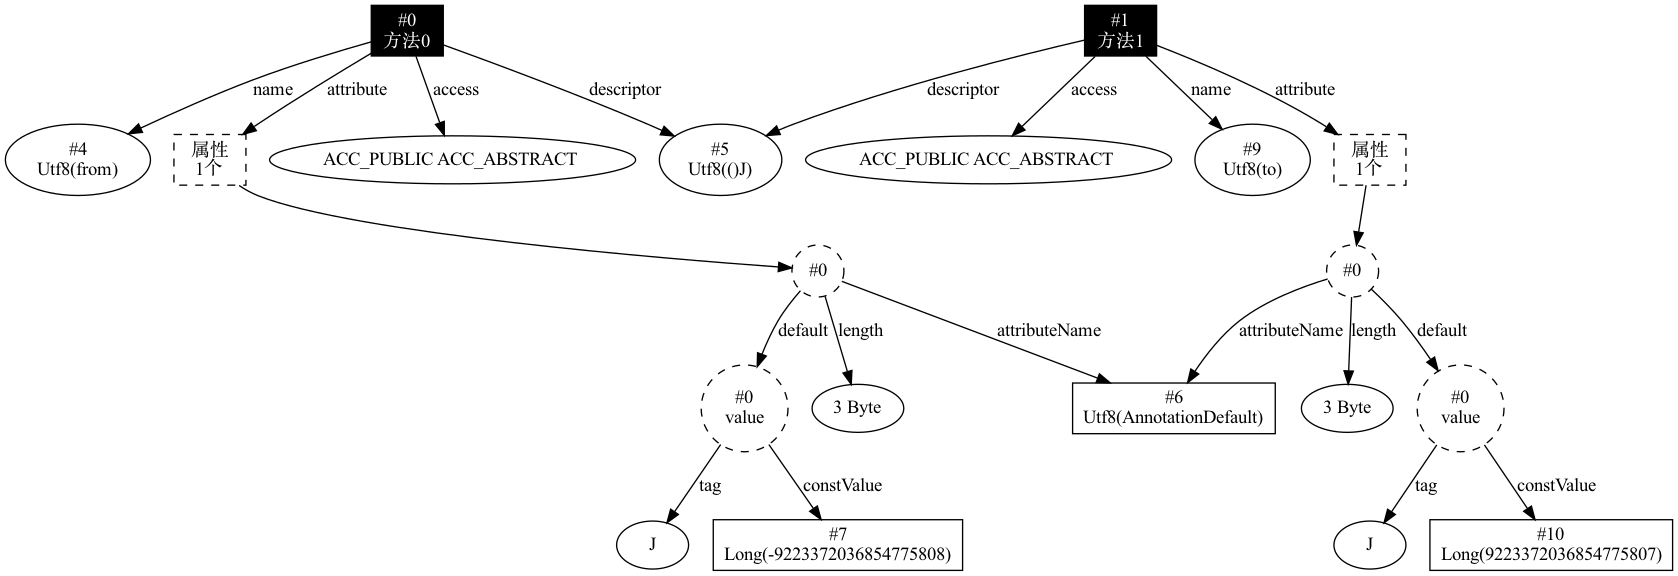 #0
方法0
#1
方法1
name
attribute
access
descriptor
descriptor
access
name
attribute
#4
Utf8(from)
属性
1个
ACC_PUBLIC ACC_ABSTRACT
#5
Utf8(()J)
ACC_PUBLIC ACC_ABSTRACT
#9
Utf8(to)
属性
1个
#0
#0
default
length
attributeName
attributeName
length
default
#0
value
3 Byte
#6
Utf8(AnnotationDefault)
3 Byte
#0
value
tag
constValue
tag
constValue
J
#7
Long(-9223372036854775808)
J
#10
Long(9223372036854775807)